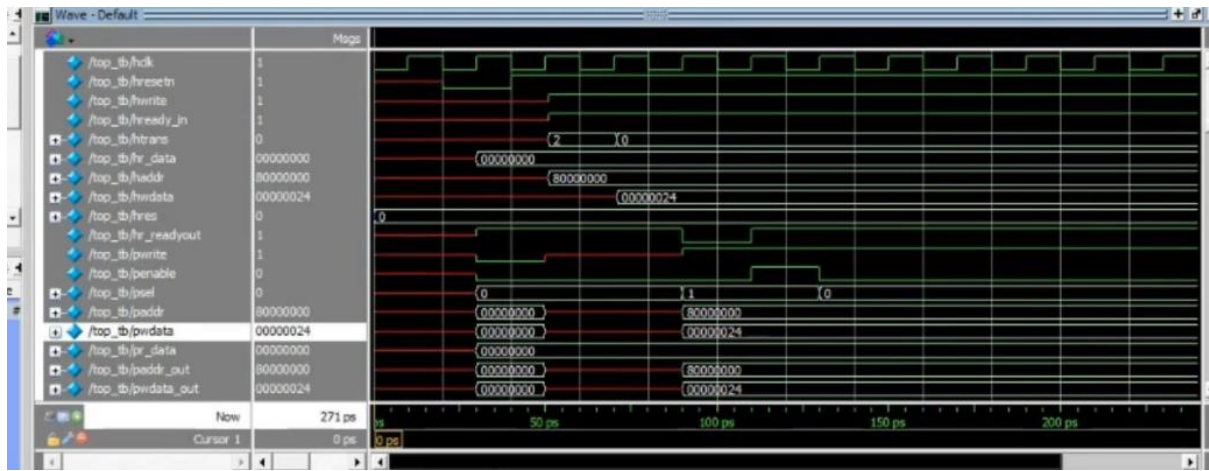 Wave - Default
Msgs
/top_tb/hclk 1
/top_tb/hresetn 1
/top_tb/hwrite 1
/top_tb/hready_in 1
/top_tb/htrans 0 2 0
/top_tb/hr_data 00000000 00000000
/top_tb/haddr 80000000 80000000
/top_tb/hwdata 00000024 00000024
/top_tb/hres 0 0
/top_tb/hr_readyout 1
/top_tb/pwrite 1
/top_tb/penable 0
/top_tb/psel 0 0 1 0
/top_tb/paddr 80000000 00000000 80000000
/top_tb/pwdata 00000024 00000000 00000024
/top_tb/pr_data 00000000 00000000
/top_tb/paddr_out 80000000 00000000 80000000
/top_tb/pwdata_out 00000024 00000000 00000024
Now 271 ps ps 50 ps 100 ps 150 ps 200 ps
Cursor 1 0 ps 0 ps